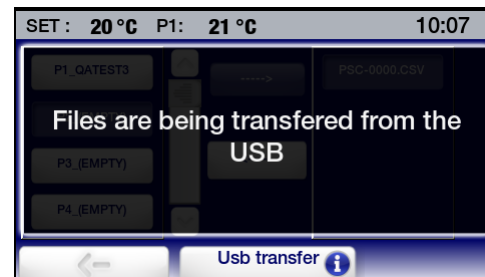 SET : 20 °C P1: 21 °C 10:07
P1_QATEST3
-----> PSC-0000.CSV
Files are being transfered from the
USB
P3_(EMPTY)
P4_(EMPTY)
Usb transfer